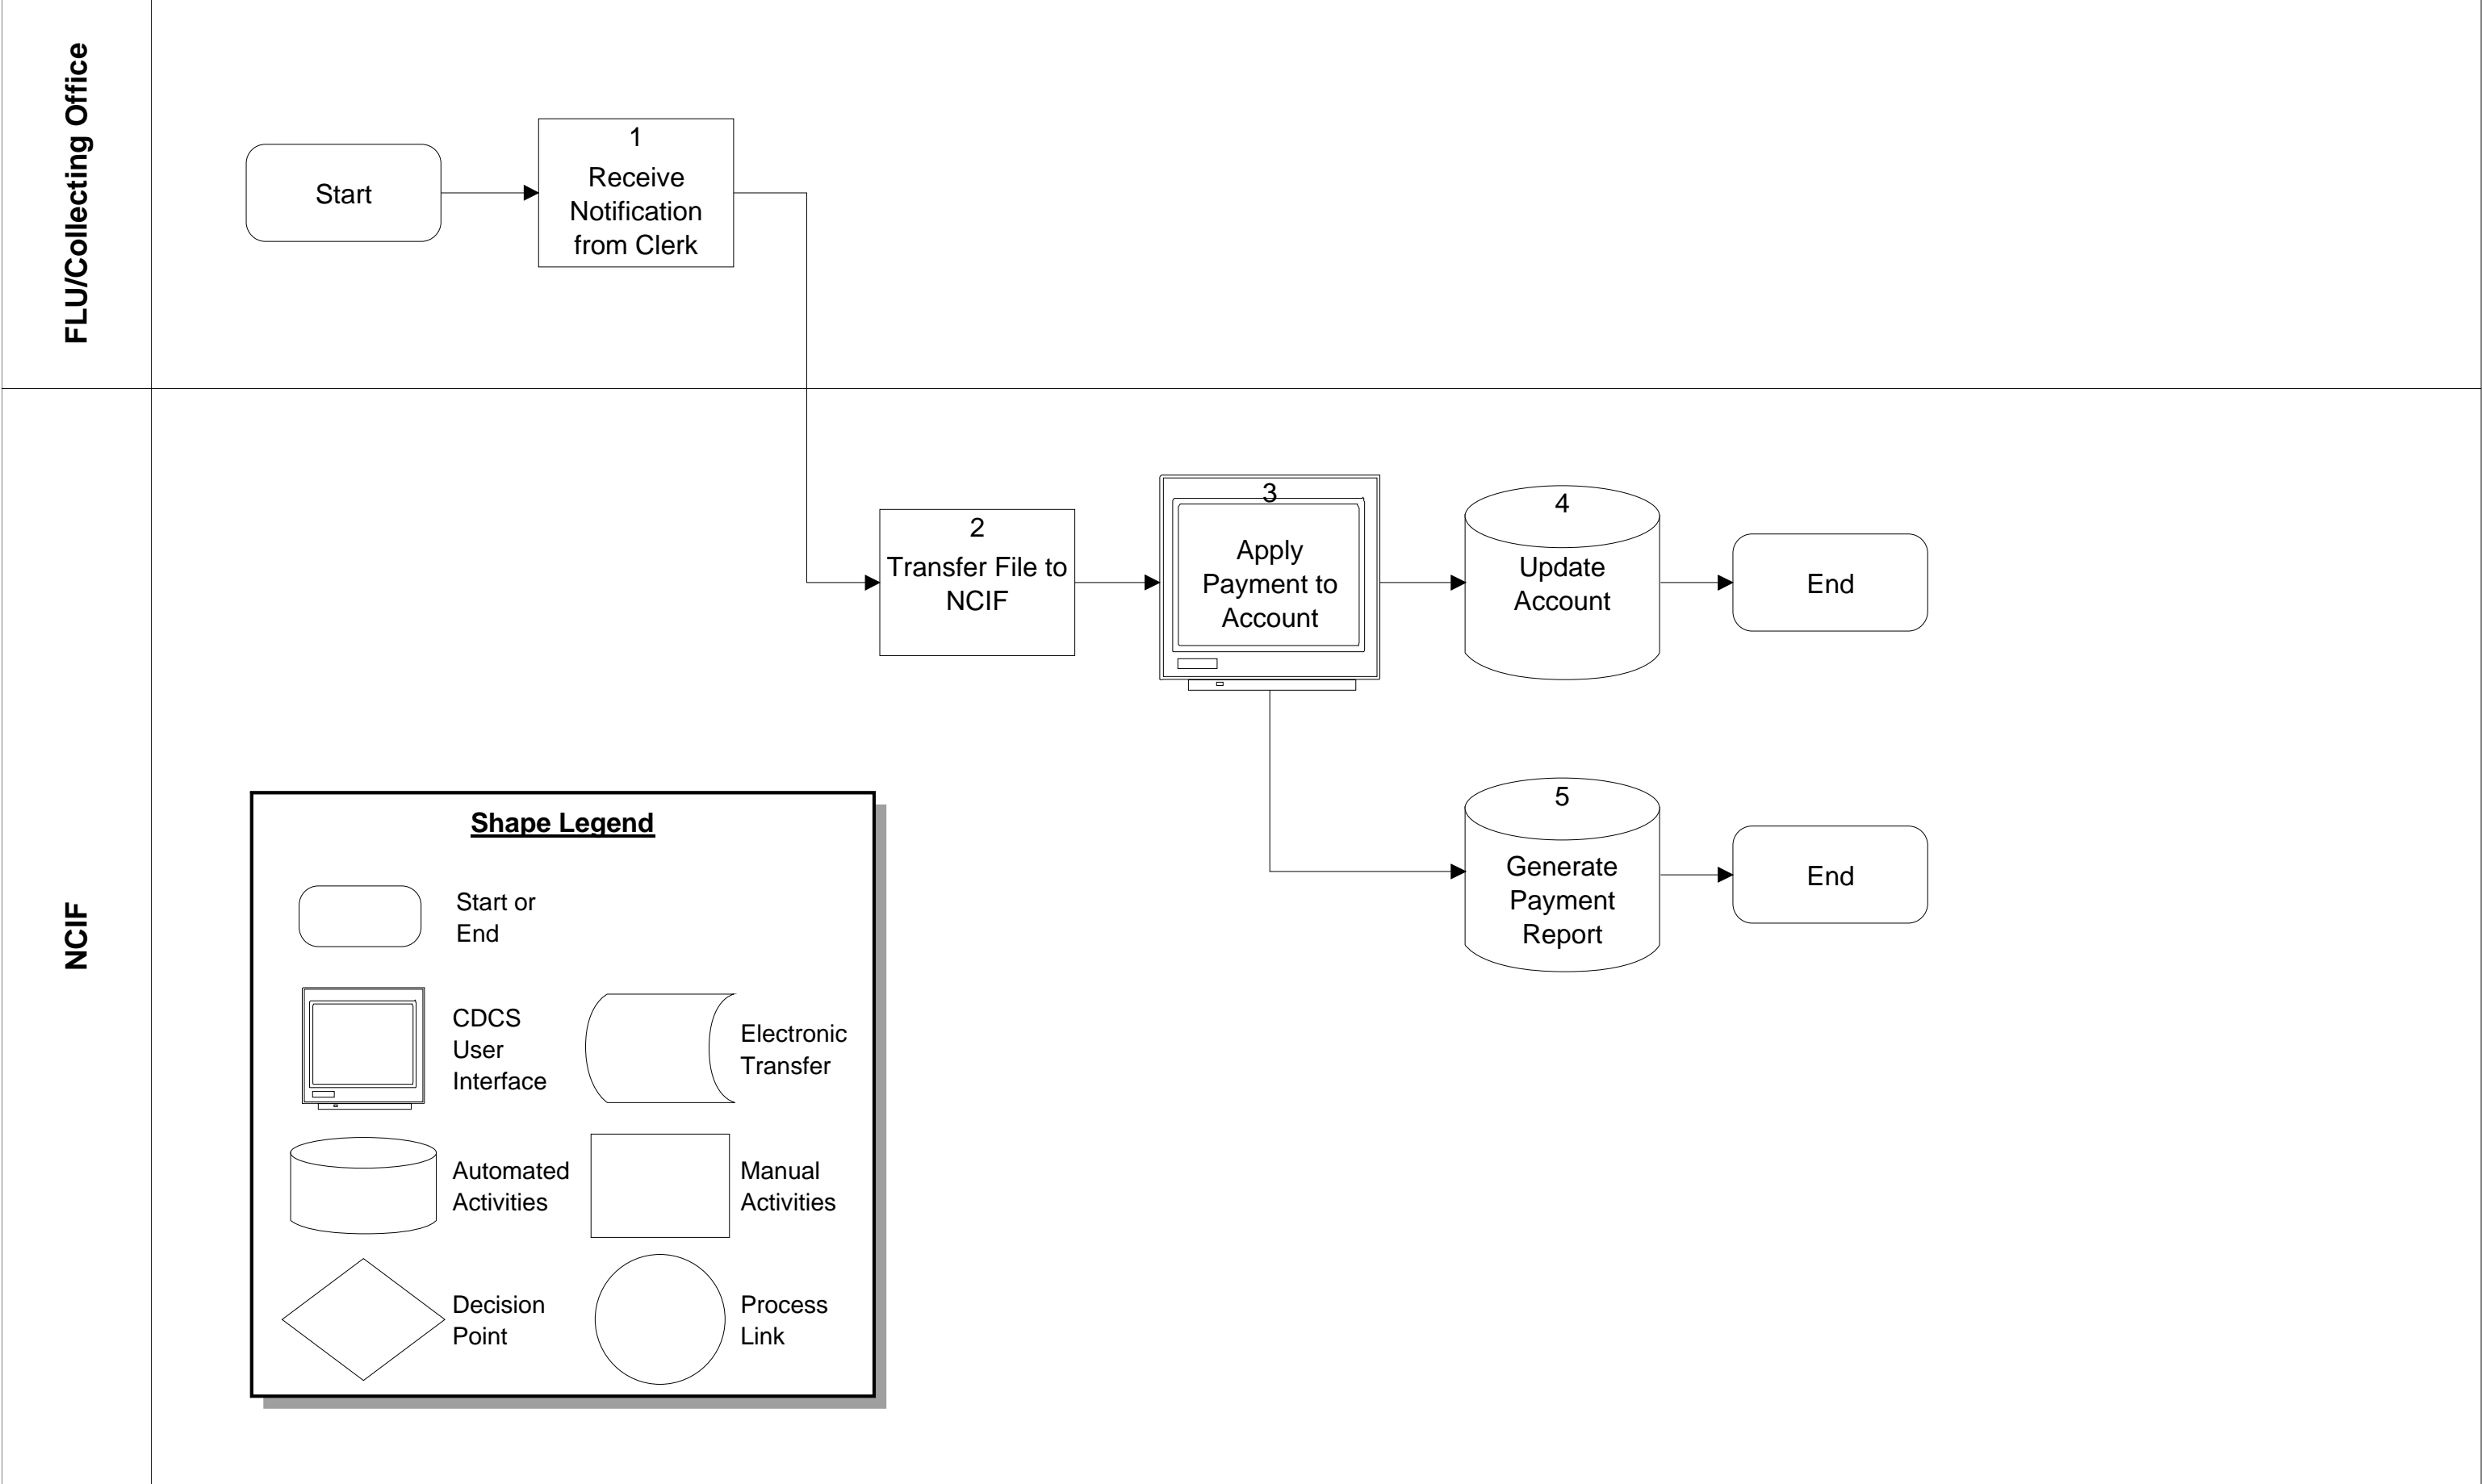 FLU/Collecting Office
Start
1
Receive
Notification
from Clerk
NCIF
2
Transfer File to
NCIF
3
Apply
Payment to
Account
4
Update
Account
End
5
Generate
Payment
Report
End
Shape Legend
Start or
End
CDCS
User
Interface
Electronic
Transfer
Automated
Activities
Manual
Activities
Decision
Point
Process
Link